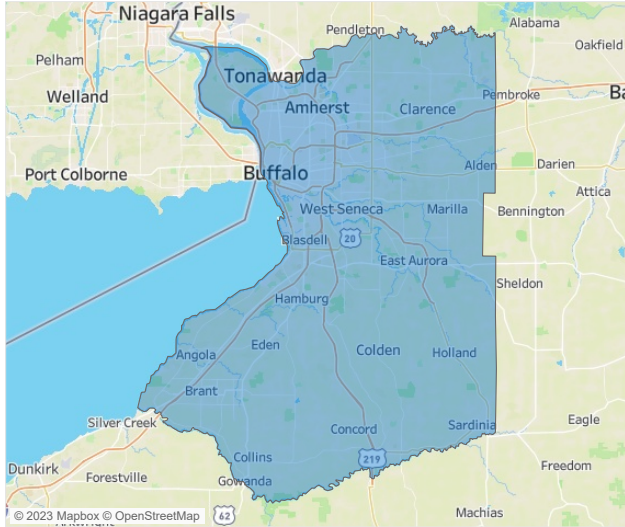 Niagara Falls
Pendleton
Alabama
Oakfield
Pelham
Tonawanda
Welland
Amherst
Clarence
Pembroke
Ba
Port Colborne
Buffalo
Alden
Darien
Attica
West Seneca
Marilla
Bennington
Blasdell
20
East Aurora
Sheldon
Hamburg
Eden
Colden
Holland
Angola
Brant
Silver Creek
Concord
Sardinia
Eagle
Dunkirk
Collins
219
Freedom
Forestville
Gowanda
62
Machias
© 2023 Mapbox © OpenStreetMap
Arkwright